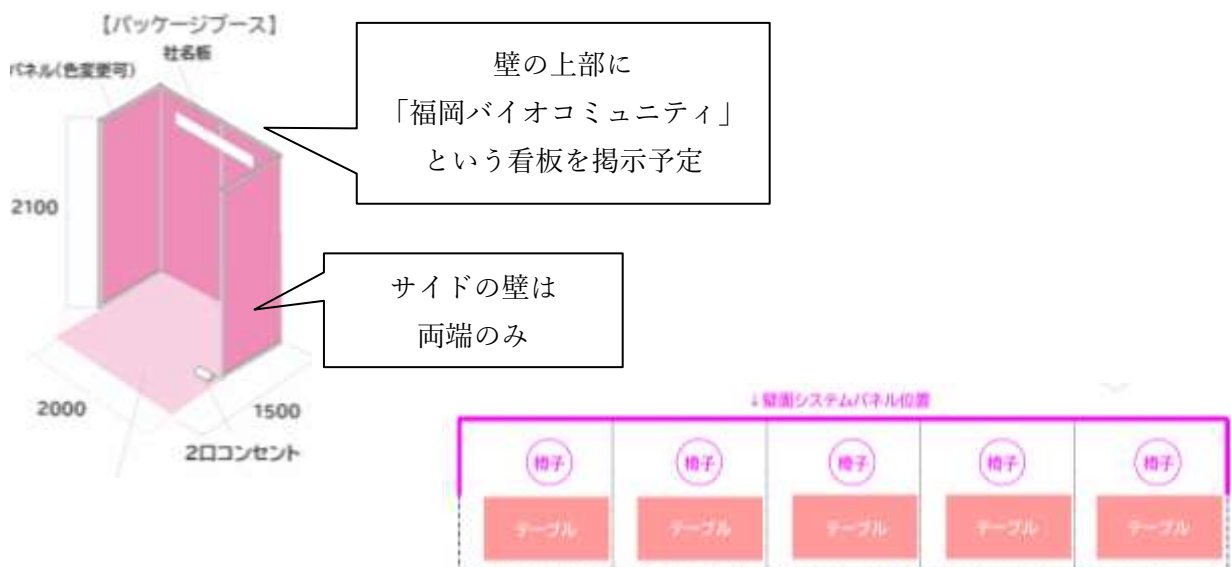 【パッケージブース】
社名板
パネル(色変更可)
壁の上部に
「福岡バイオコミュニティ」
という看板を掲示予定
2100
サイドの壁は
両端のみ
2000
1500
2口コンセント
↓壁面システムパネル位置
椅子
椅子
椅子
椅子
椅子
テーブル
テーブル
テーブル
テーブル
テーブル